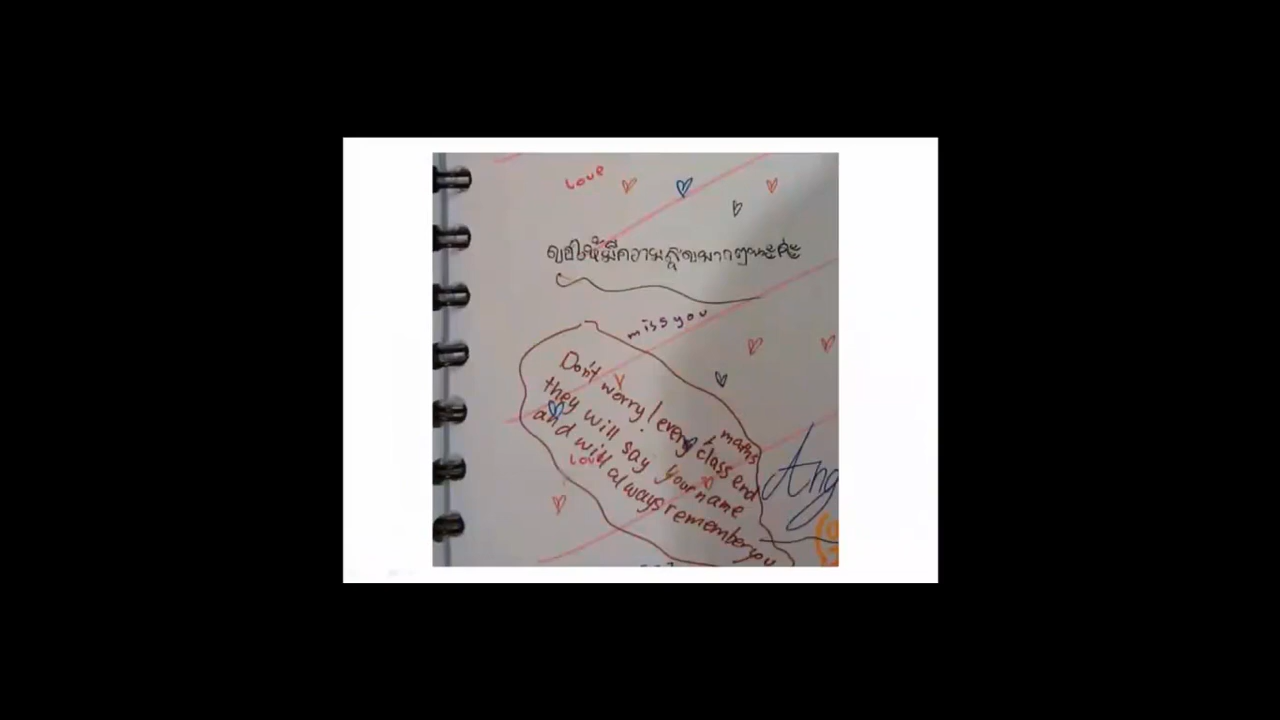 love
ขอให้มีความสุขมากๆนะค่ะ
miss you
Don't worry! every maths class end
they will say your name
and will always remember you
love
Ang